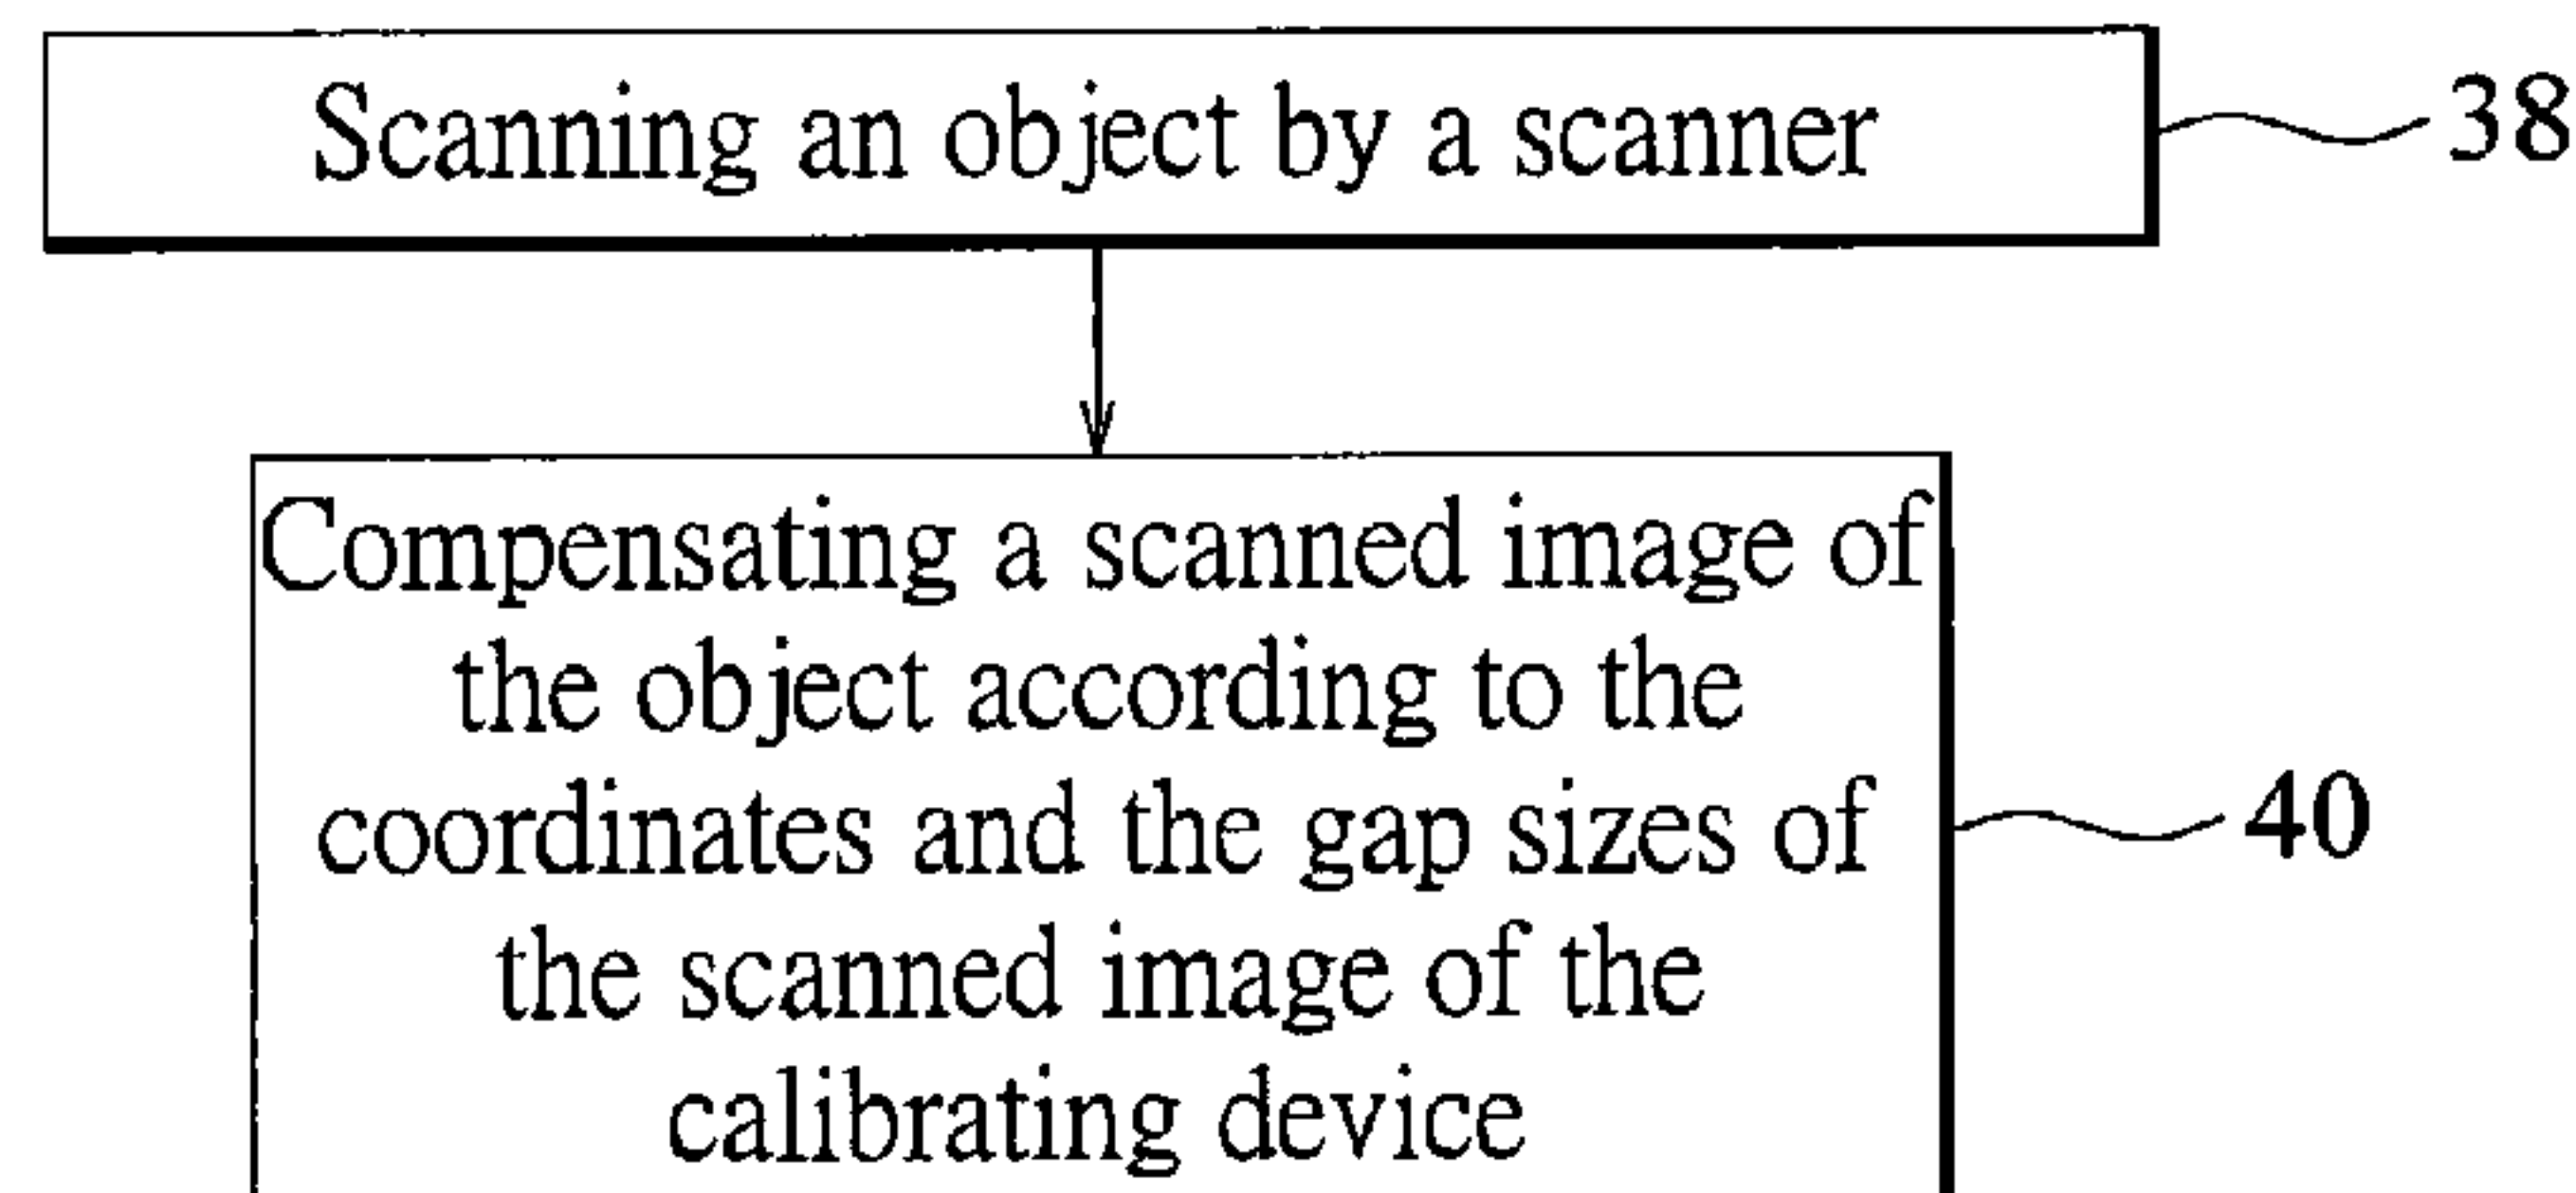 Scanning an object by a scanner
38
Compensating a scanned image of
the object according to the
coordinates and the gap sizes of
40
the scanned image of the
calibrating device